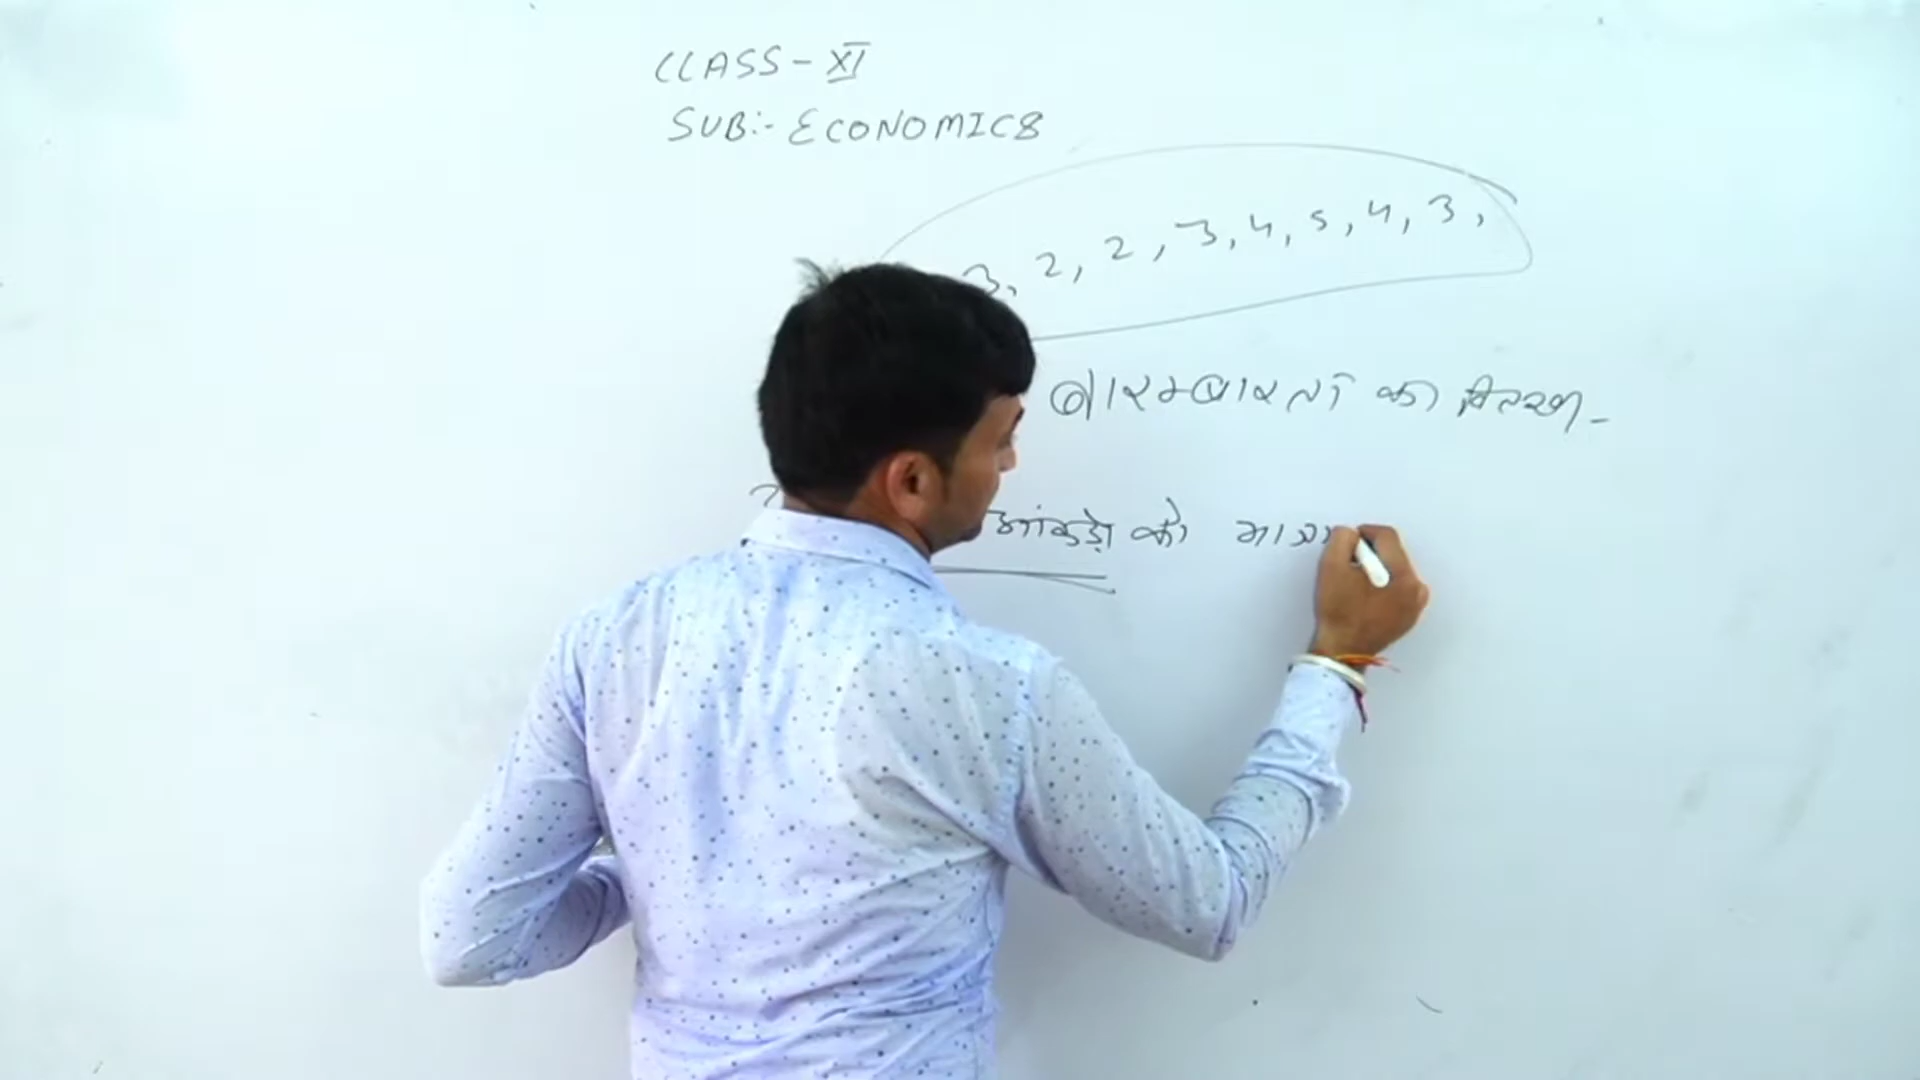 CLASS - XI
SUB:- ECONOMICS
3, 2, 2, 3, 4, 5, 4, 3,
बारम्बारता का वितरण -
आंकड़ो को